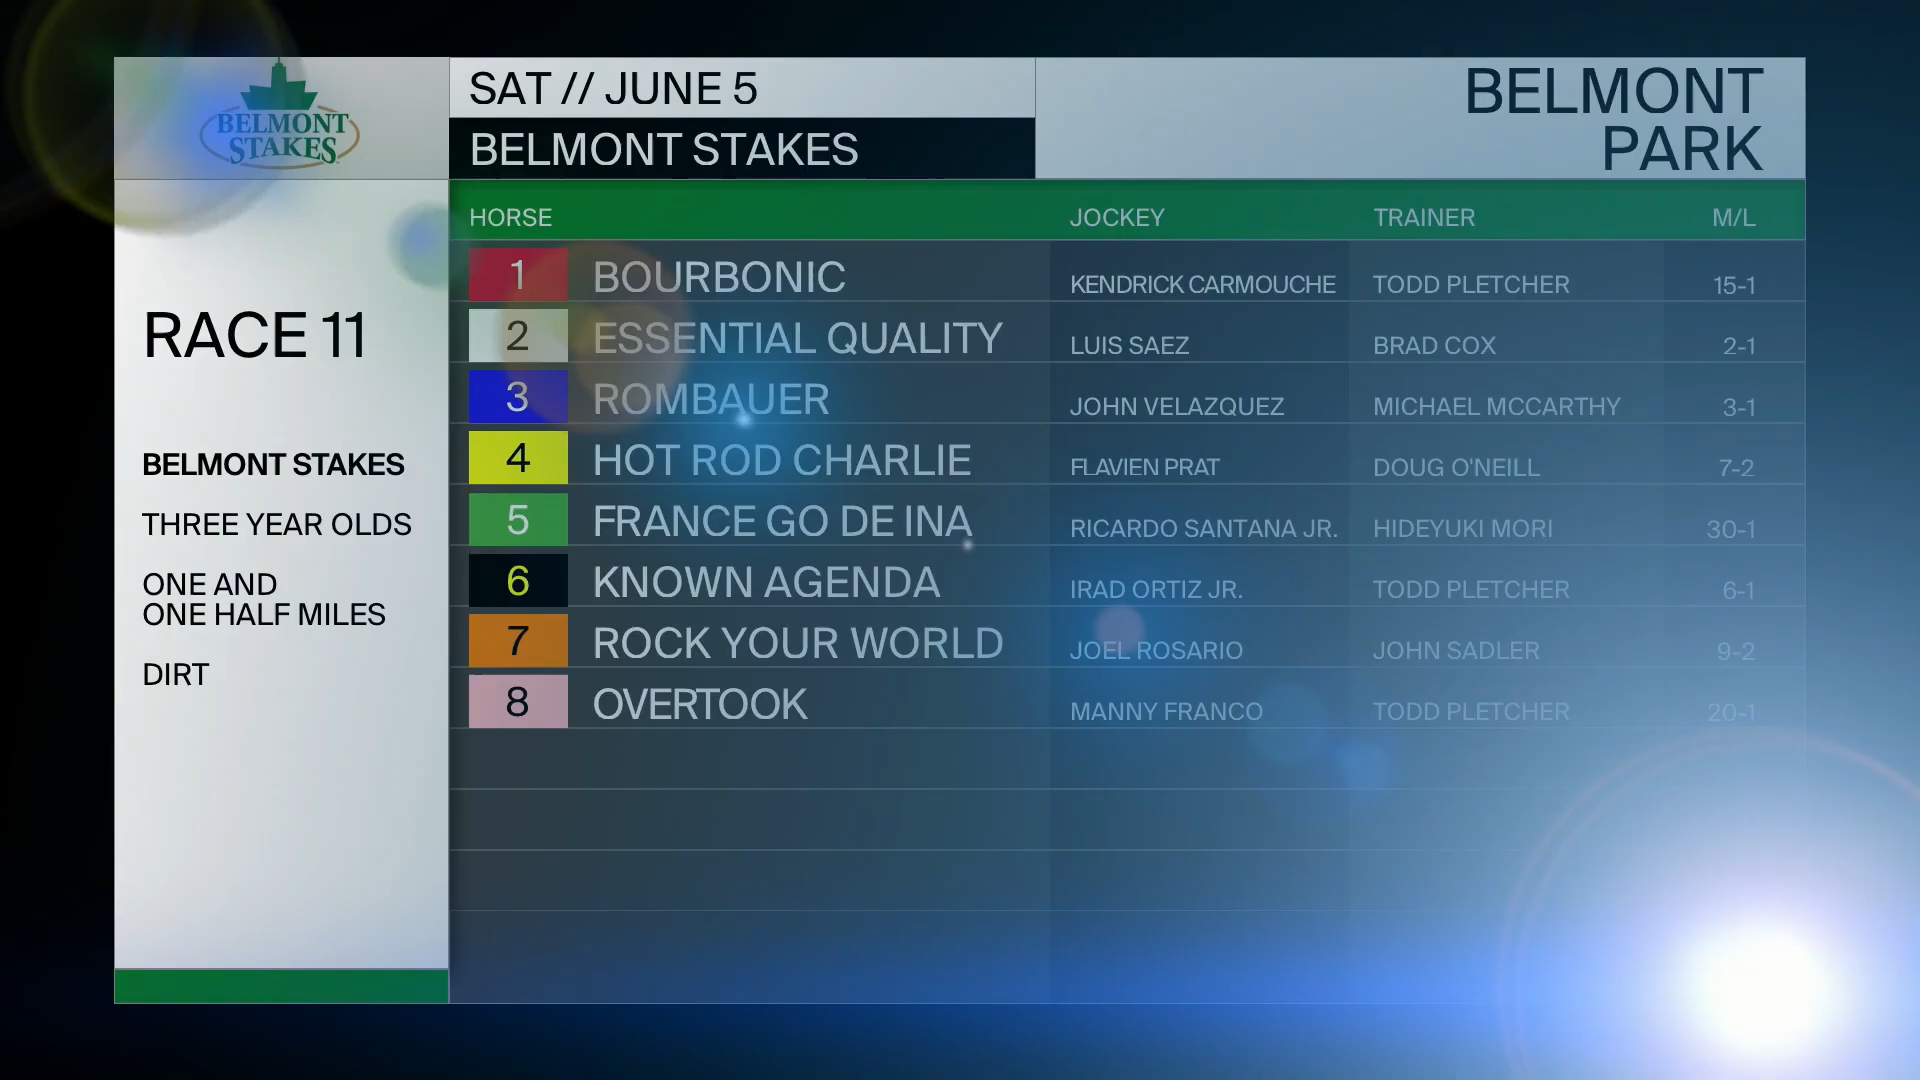 BELMONT
STAKES
SAT // JUNE 5
BELMONT STAKES
BELMONT
PARK
RACE 11
BELMONT STAKES
THREE YEAR OLDS
ONE AND
ONE HALF MILES
DIRT
HORSE JOCKEY TRAINER M/L
1 BOURBONIC KENDRICK CARMOUCHE TODD PLETCHER 15-1
2 ESSENTIAL QUALITY LUIS SAEZ BRAD COX 2-1
3 ROMBAUER JOHN VELAZQUEZ MICHAEL MCCARTHY 3-1
4 HOT ROD CHARLIE FLAVIEN PRAT DOUG O'NEILL 7-2
5 FRANCE GO DE INA RICARDO SANTANA JR. HIDEYUKI MORI 30-1
6 KNOWN AGENDA IRAD ORTIZ JR. TODD PLETCHER 6-1
7 ROCK YOUR WORLD JOEL ROSARIO JOHN SADLER 9-2
8 OVERTOOK MANNY FRANCO TODD PLETCHER 20-1